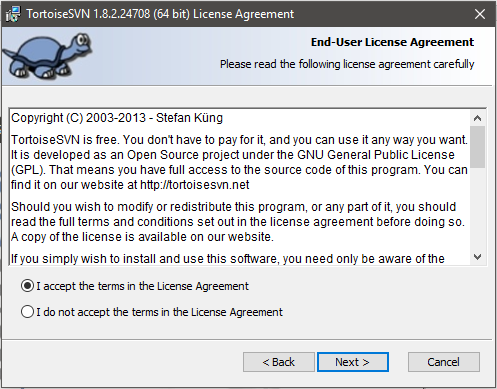 TortoiseSVN 1.8.2.24708 (64 bit) License Agreement
End-User License Agreement
Please read the following license agreement carefully
Copyright (C) 2003-2013 - Stefan Küng
TortoiseSVN is free. You don't have to pay for it, and you can use it any way you want.
It is developed as an Open Source project under the GNU General Public License
(GPL). That means you have full access to the source code of this program. You can
find it on our website at http://tortoisesvn.net
Should you wish to modify or redistribute this program, or any part of it, you should
read the full terms and conditions set out in the license agreement before doing so.
A copy of the license is available on our website.
If you simply wish to install and use this software, you need only be aware of the
I accept the terms in the License Agreement
I do not accept the terms in the License Agreement
< Back
Next >
Cancel